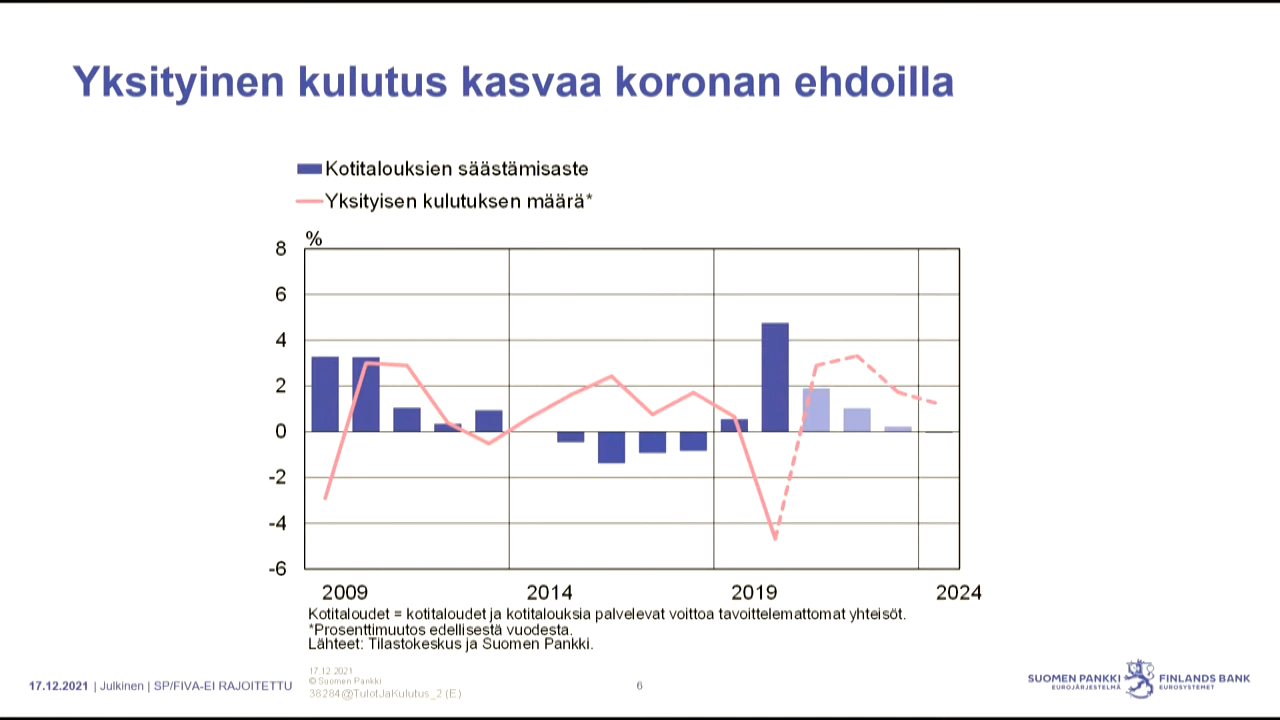 Yksityinen kulutus kasvaa koronan ehdoilla
Kotitalouksien säästämisaste
Yksityisen kulutuksen määrä*
%
8
6
4
2
0
-2
-4
-6
2009 2014 2019 2024
Kotitaloudet = kotitaloudet ja kotitalouksia palvelevat voittoa tavoittelemattomat yhteisöt.
*Prosenttimuutos edellisestä vuodesta.
Lähteet: Tilastokeskus ja Suomen Pankki.
17.12.2021
© Suomen Pankki
38284@TulotJaKulutus_2 (E)
17.12.2021 | Julkinen | SP/FIVA-EI RAJOITETTU
6
SUOMEN PANKKI
EUROJÄRJESTELMÄ
FINLANDS BANK
EUROSYSTEMET